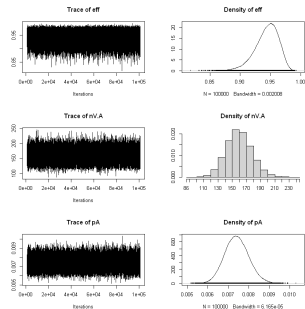 Trace of eff
Density of eff
0.85 0.95
0e+00 2e+04 4e+04 6e+04 8e+04 1e+05
Iterations
0 5 10 15 20
0.85 0.90 0.95 1.00
N = 100000 Bandwidth = 0.002008
Trace of nV.A
Density of nV.A
100 150 200 250
0e+00 2e+04 4e+04 6e+04 8e+04 1e+05
Iterations
0.000 0.010 0.020
86 110 130 150 170 190 210 230
Trace of pA
Density of pA
0.005 0.007 0.009
0e+00 2e+04 4e+04 6e+04 8e+04 1e+05
Iterations
0 200 400 600
0.005 0.006 0.007 0.008 0.009 0.010
N = 100000 Bandwidth = 6.165e-05